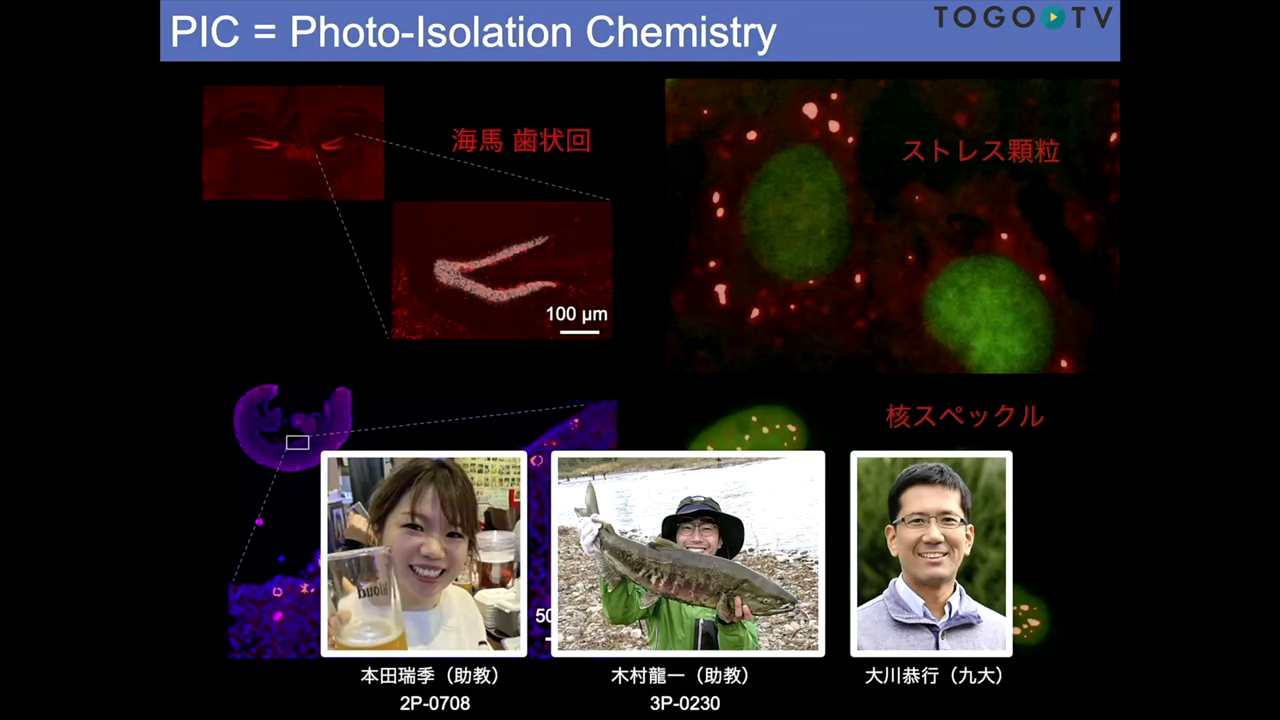 PIC = Photo-Isolation Chemistry
TOGO TV
海馬 歯状回
ストレス顆粒
100 μm
核スペックル
50
本田瑞季（助教）
木村龍一（助教）
大川恭行（九大）
2P-0708
3P-0230